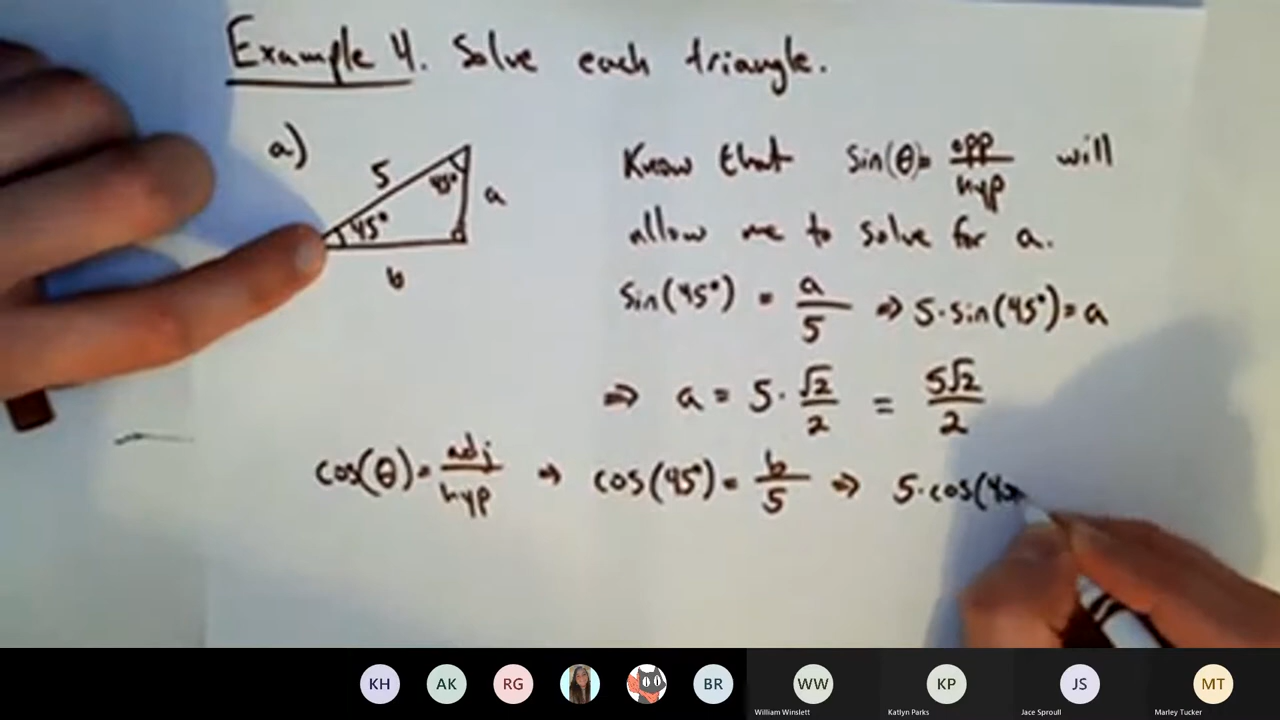 Example 4. Solve each triangle.
a)
5
45°
45°
a
b
Know that sin(θ)= opp/hyp will
allow me to solve for a.
sin(45°) = a/5 ⇒ 5·sin(45°)=a
⇒ a = 5·√2/2 = 5√2/2
cos(θ)= adj/hyp ⇒ cos(45°)= b/5 ⇒ 5·cos(45
KH AK RG BR WW KP JS MT
William Winslett Katlyn Parks Jace Sproull Marley Tucker